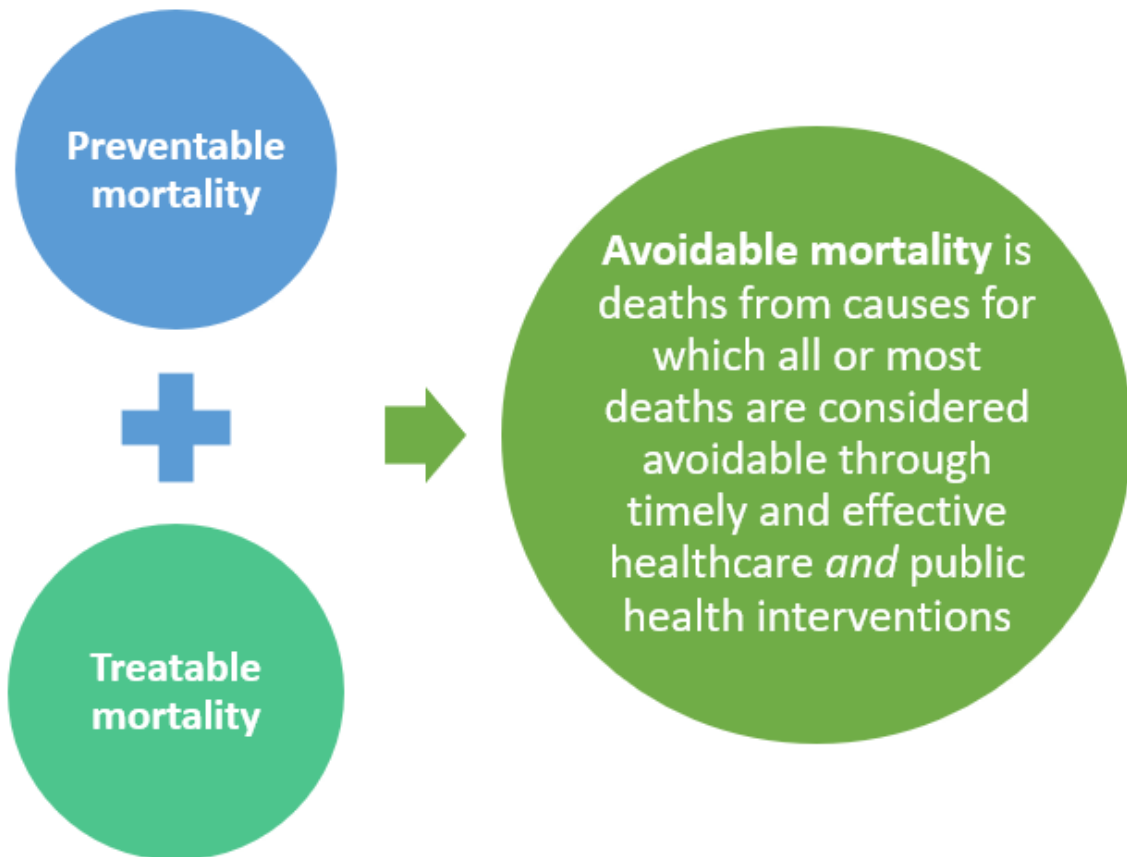 Preventable
mortality
Treatable
mortality
Avoidable mortality is
deaths from causes for
which all or most
deaths are considered
avoidable through
timely and effective
healthcare and public
health interventions